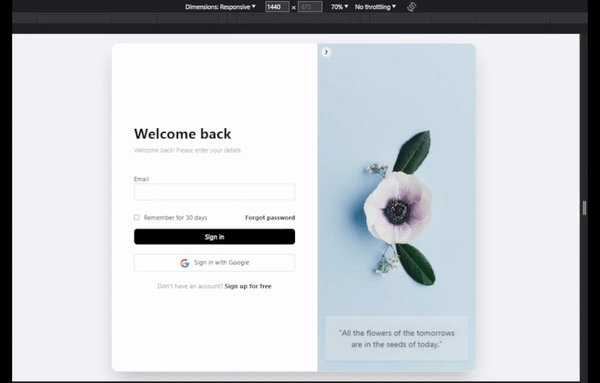 Dimensions: Responsive ▼ 1440 × 875 70% ▼ No throttling ▼
?
Welcome back
Welcome back! Please enter your details
Email
Remember for 30 days Forgot password
Sign in
Sign in with Google
Don't have an account? Sign up for free
"All the flowers of the tomorrows
are in the seeds of today."